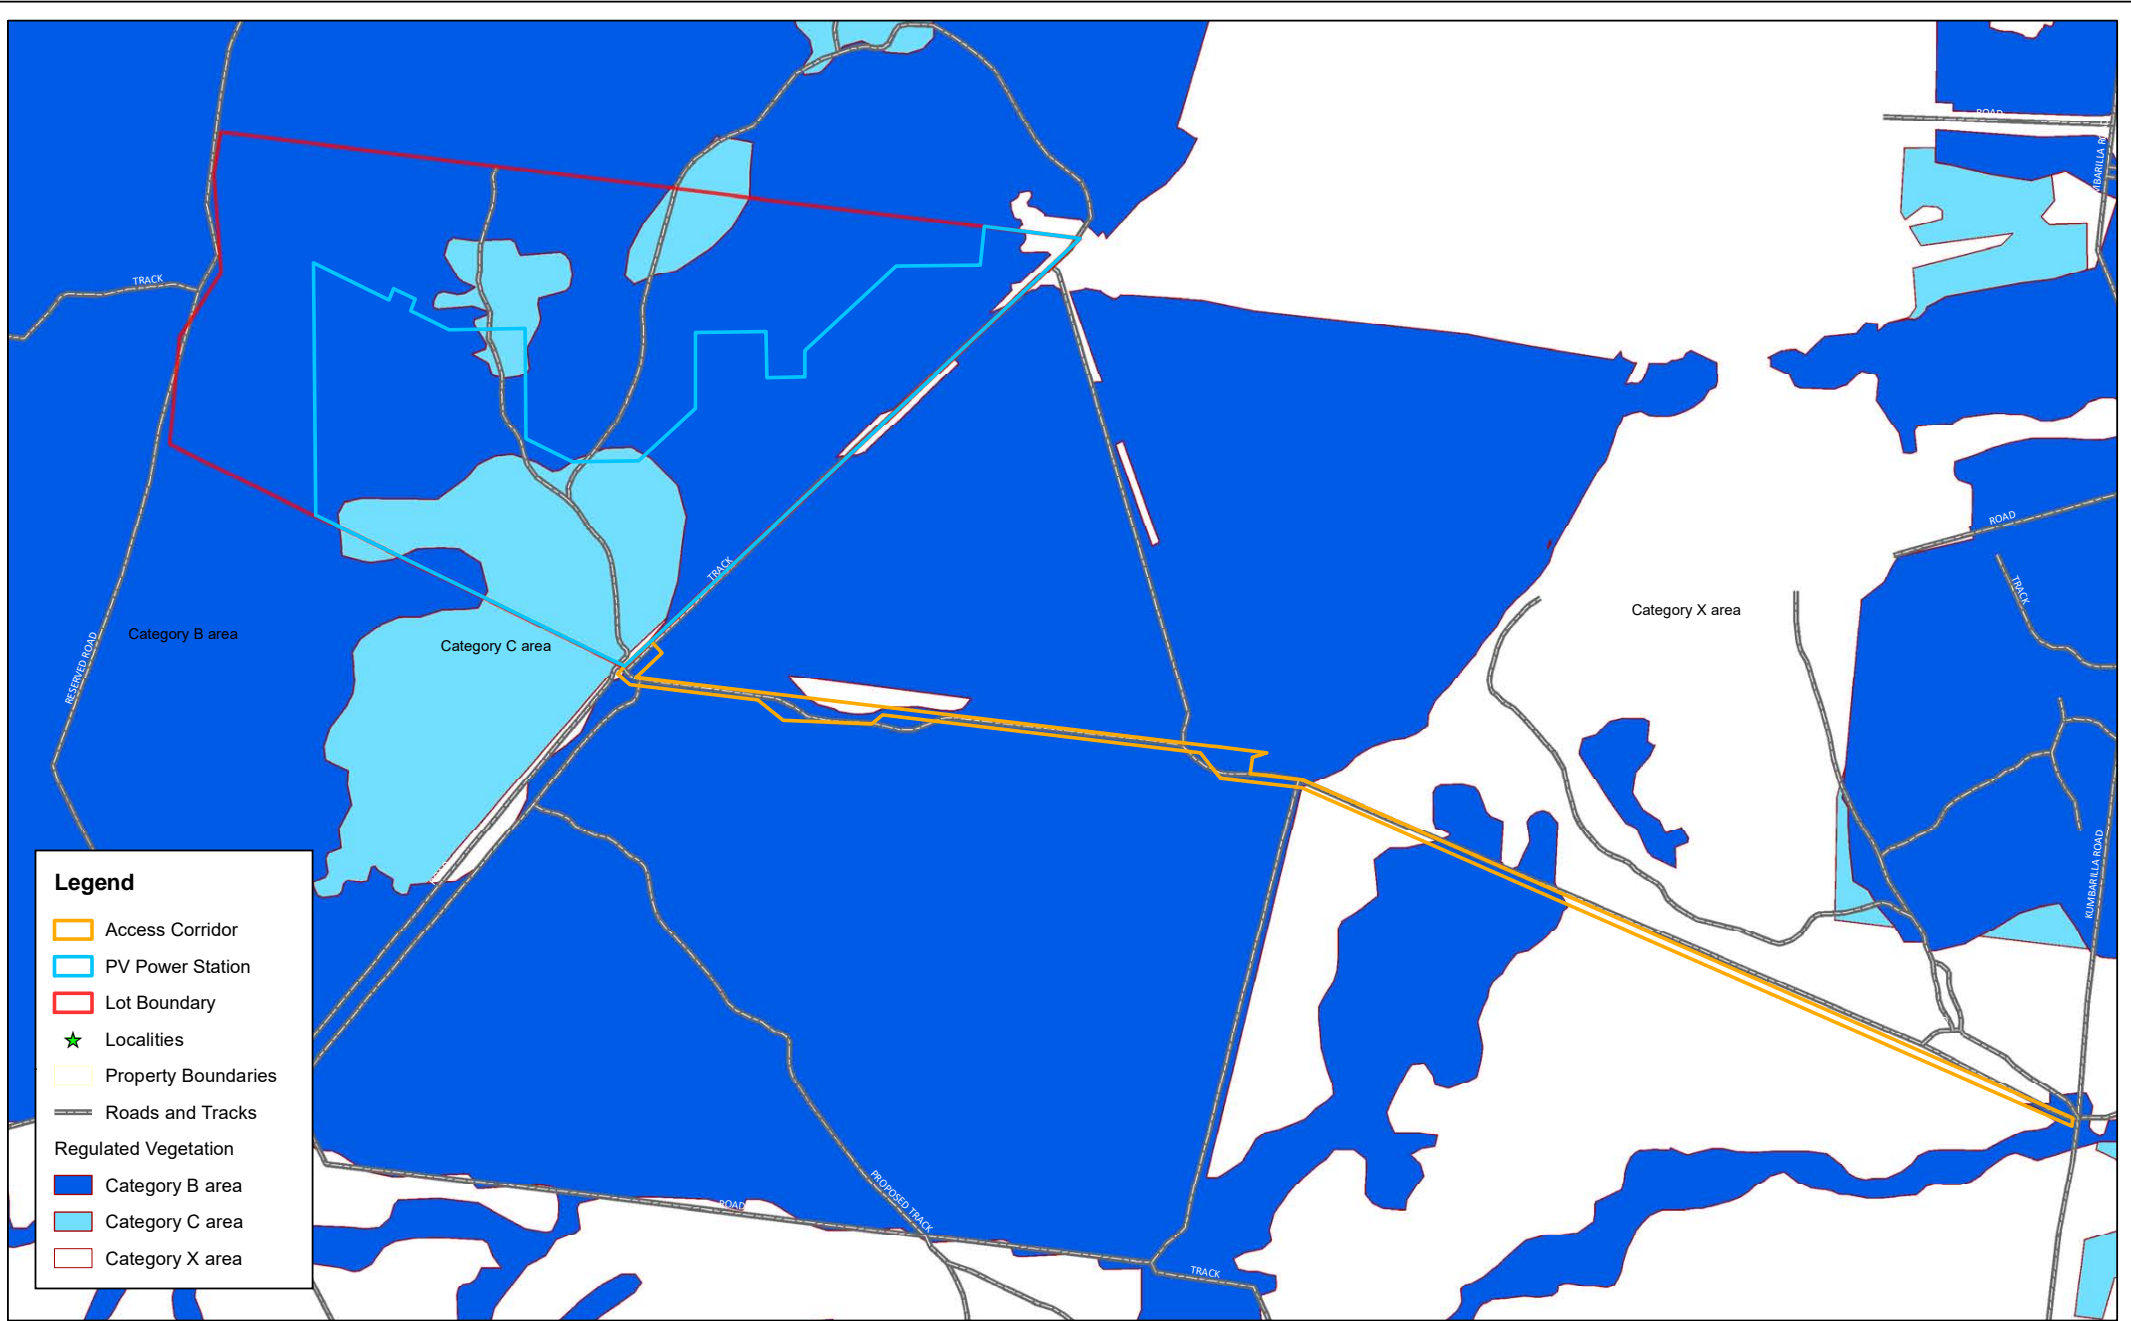 ROAD
MBARILLA R
TRACK
ROAD
TRACK
TRACK
Category X area
Category B area
Category C area
RESERVED ROAD
KUMBARILLA ROAD
PROPOSED TRACK
ROAD
TRACK
Legend
Access Corridor
PV Power Station
Lot Boundary
Localities
Property Boundaries
Roads and Tracks
Regulated Vegetation
Category B area
Category C area
Category X area